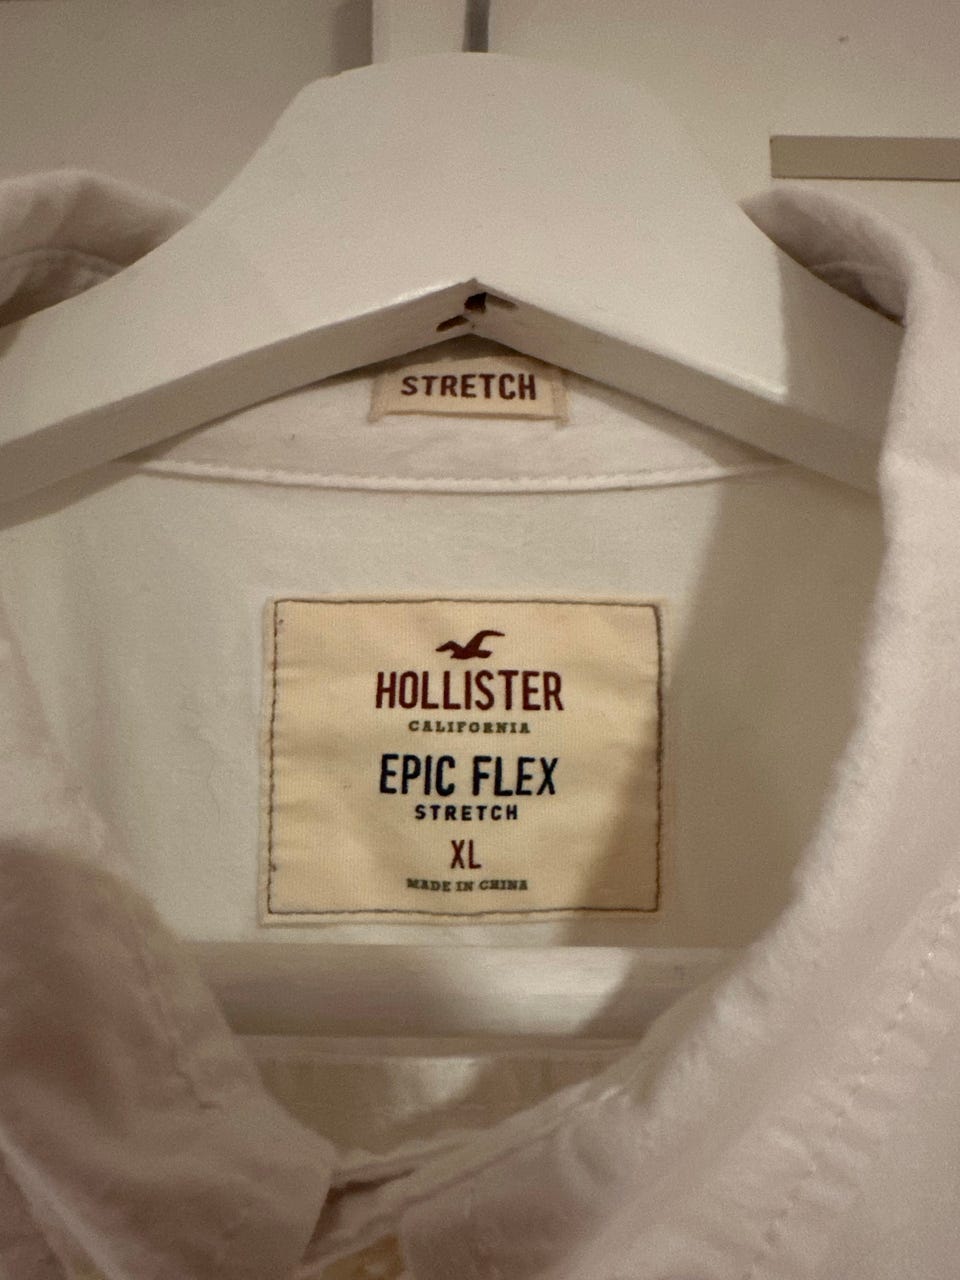 STRETCH
HOLLISTER
CALIFORNIA
EPIC FLEX
STRETCH
XL
MADE IN CHINA